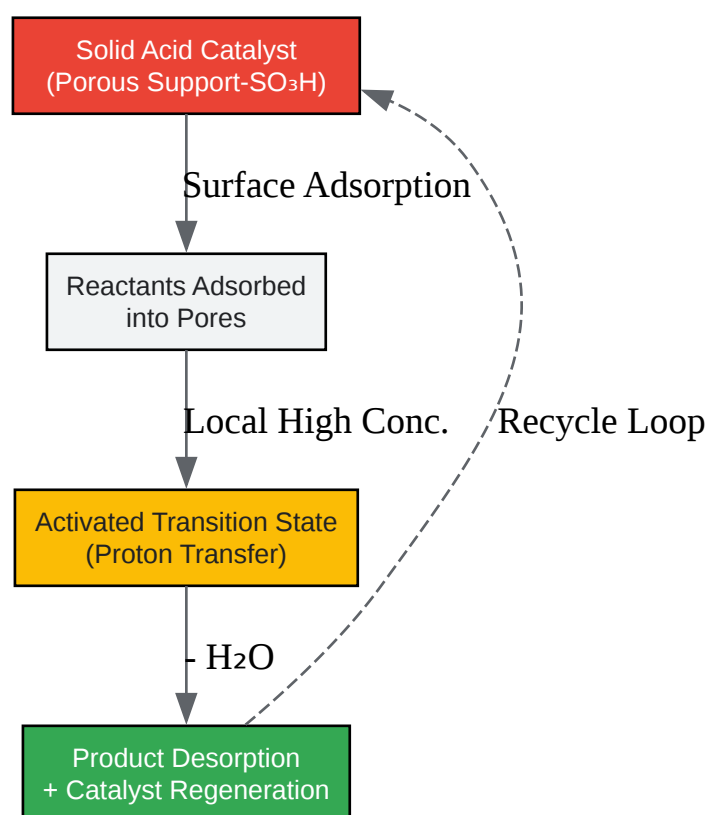 Solid Acid Catalyst
(Porous Support-SO₃H)
Surface Adsorption
Reactants Adsorbed
into Pores
Local High Conc.
Recycle Loop
Activated Transition State
(Proton Transfer)
- H₂O
Product Desorption
+ Catalyst Regeneration